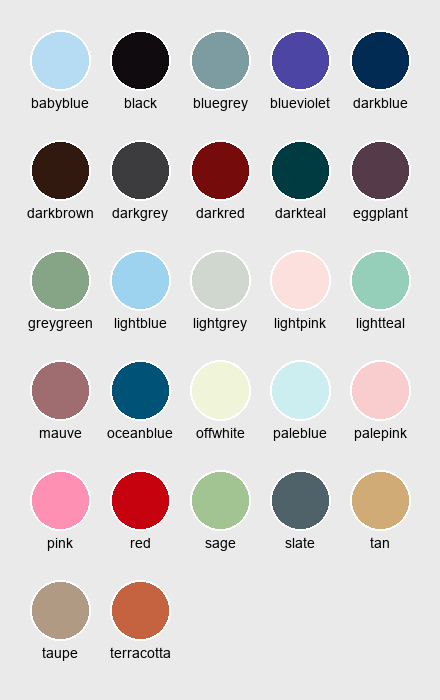 babyblue black bluegrey blueviolet darkblue
darkbrown darkgrey darkred darkteal eggplant
greygreen lightblue lightgrey lightpink lightteal
mauve oceanblue offwhite paleblue palepink
pink red sage slate tan
taupe terracotta